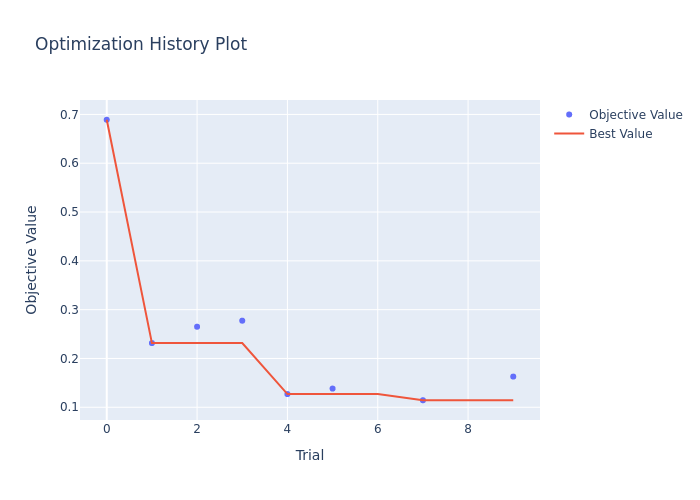 Optimization History Plot
Objective Value
Best Value
0.7
0.6
0.5
0.4
0.3
0.2
0.1
Objective Value
0 2 4 6 8
Trial